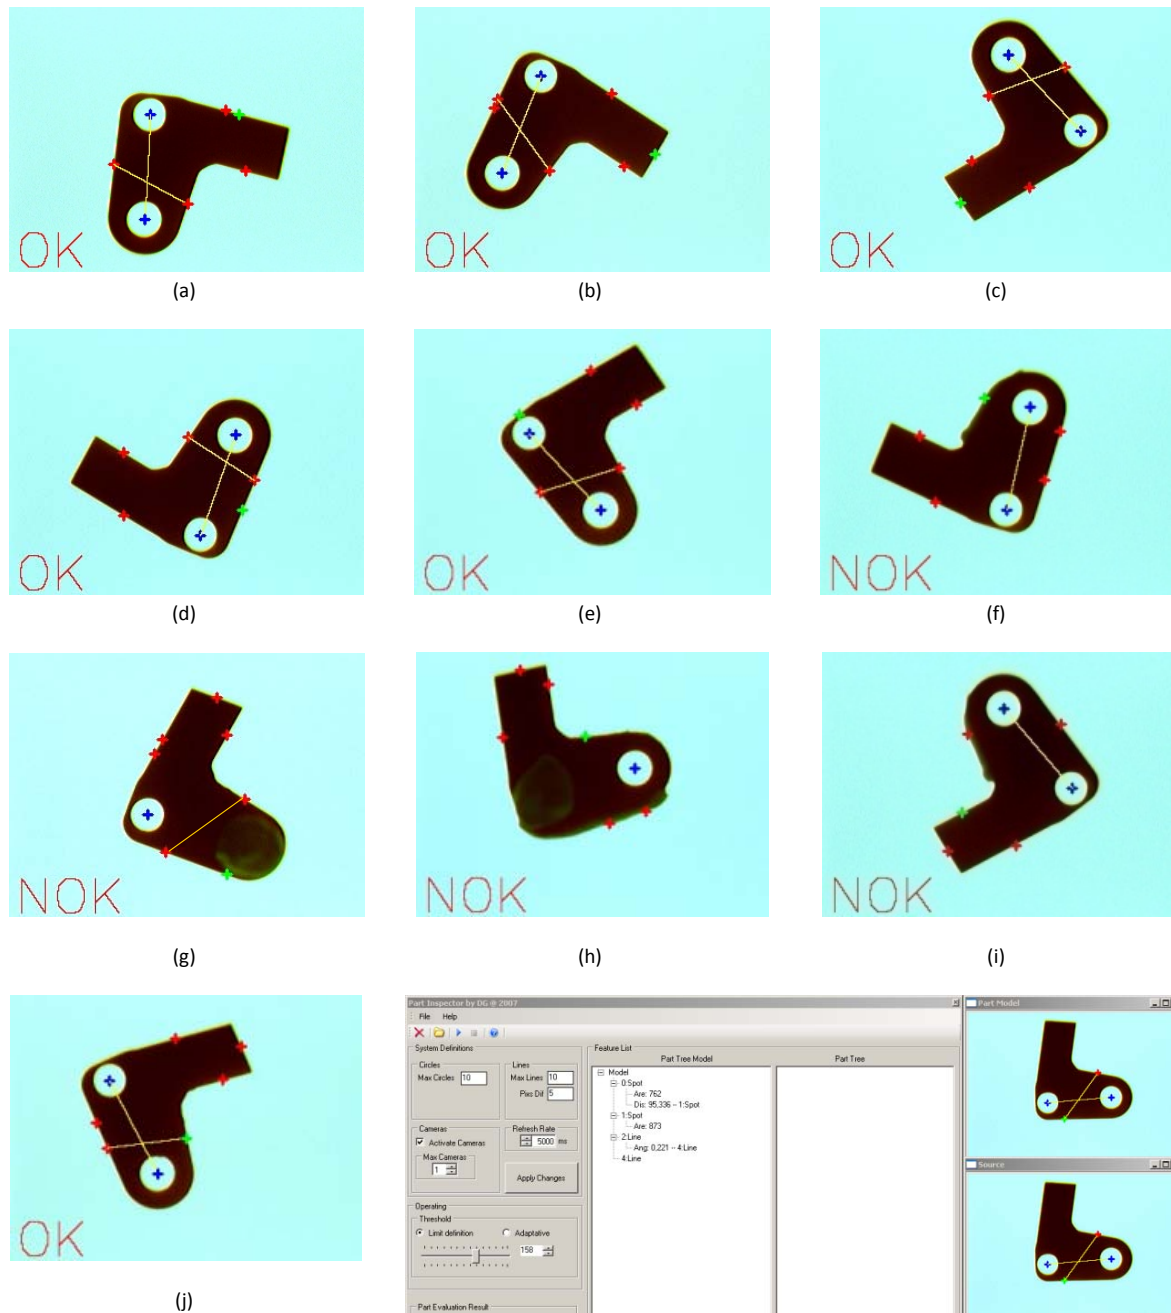 OK
OK
OK
(a)
(b)
(c)
OK
OK
NOK
(d)
(e)
(f)
NOK
NOK
NOK
(g)
(h)
(i)
OK
(j)
Part Inspector by DG @ 2007
File Help
System Definitions
Circles
Max Circles 10
Lines
Max Lines 10
Pixs Dif 5
Cameras
Activate Cameras
Max Cameras
1
Refresh Rate
5000 ms
Apply Changes
Operating
Threshold
Limit definition
Adaptative
158
Part Evaluation Result
Feature List
Part Tree Model
Part Tree
Model
0:Spot
Are: 762
Dis: 95,336 -- 1:Spot
1:Spot
Are: 873
2:Line
Ang: 0,221 -- 4:Line
4:Line
Part Model
Source